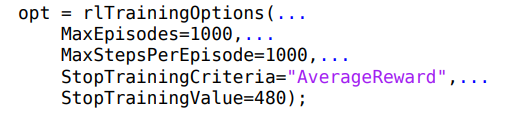 opt = rlTrainingOptions(...
    MaxEpisodes=1000,...
    MaxStepsPerEpisode=1000,...
    StopTrainingCriteria="AverageReward",...
    StopTrainingValue=480);